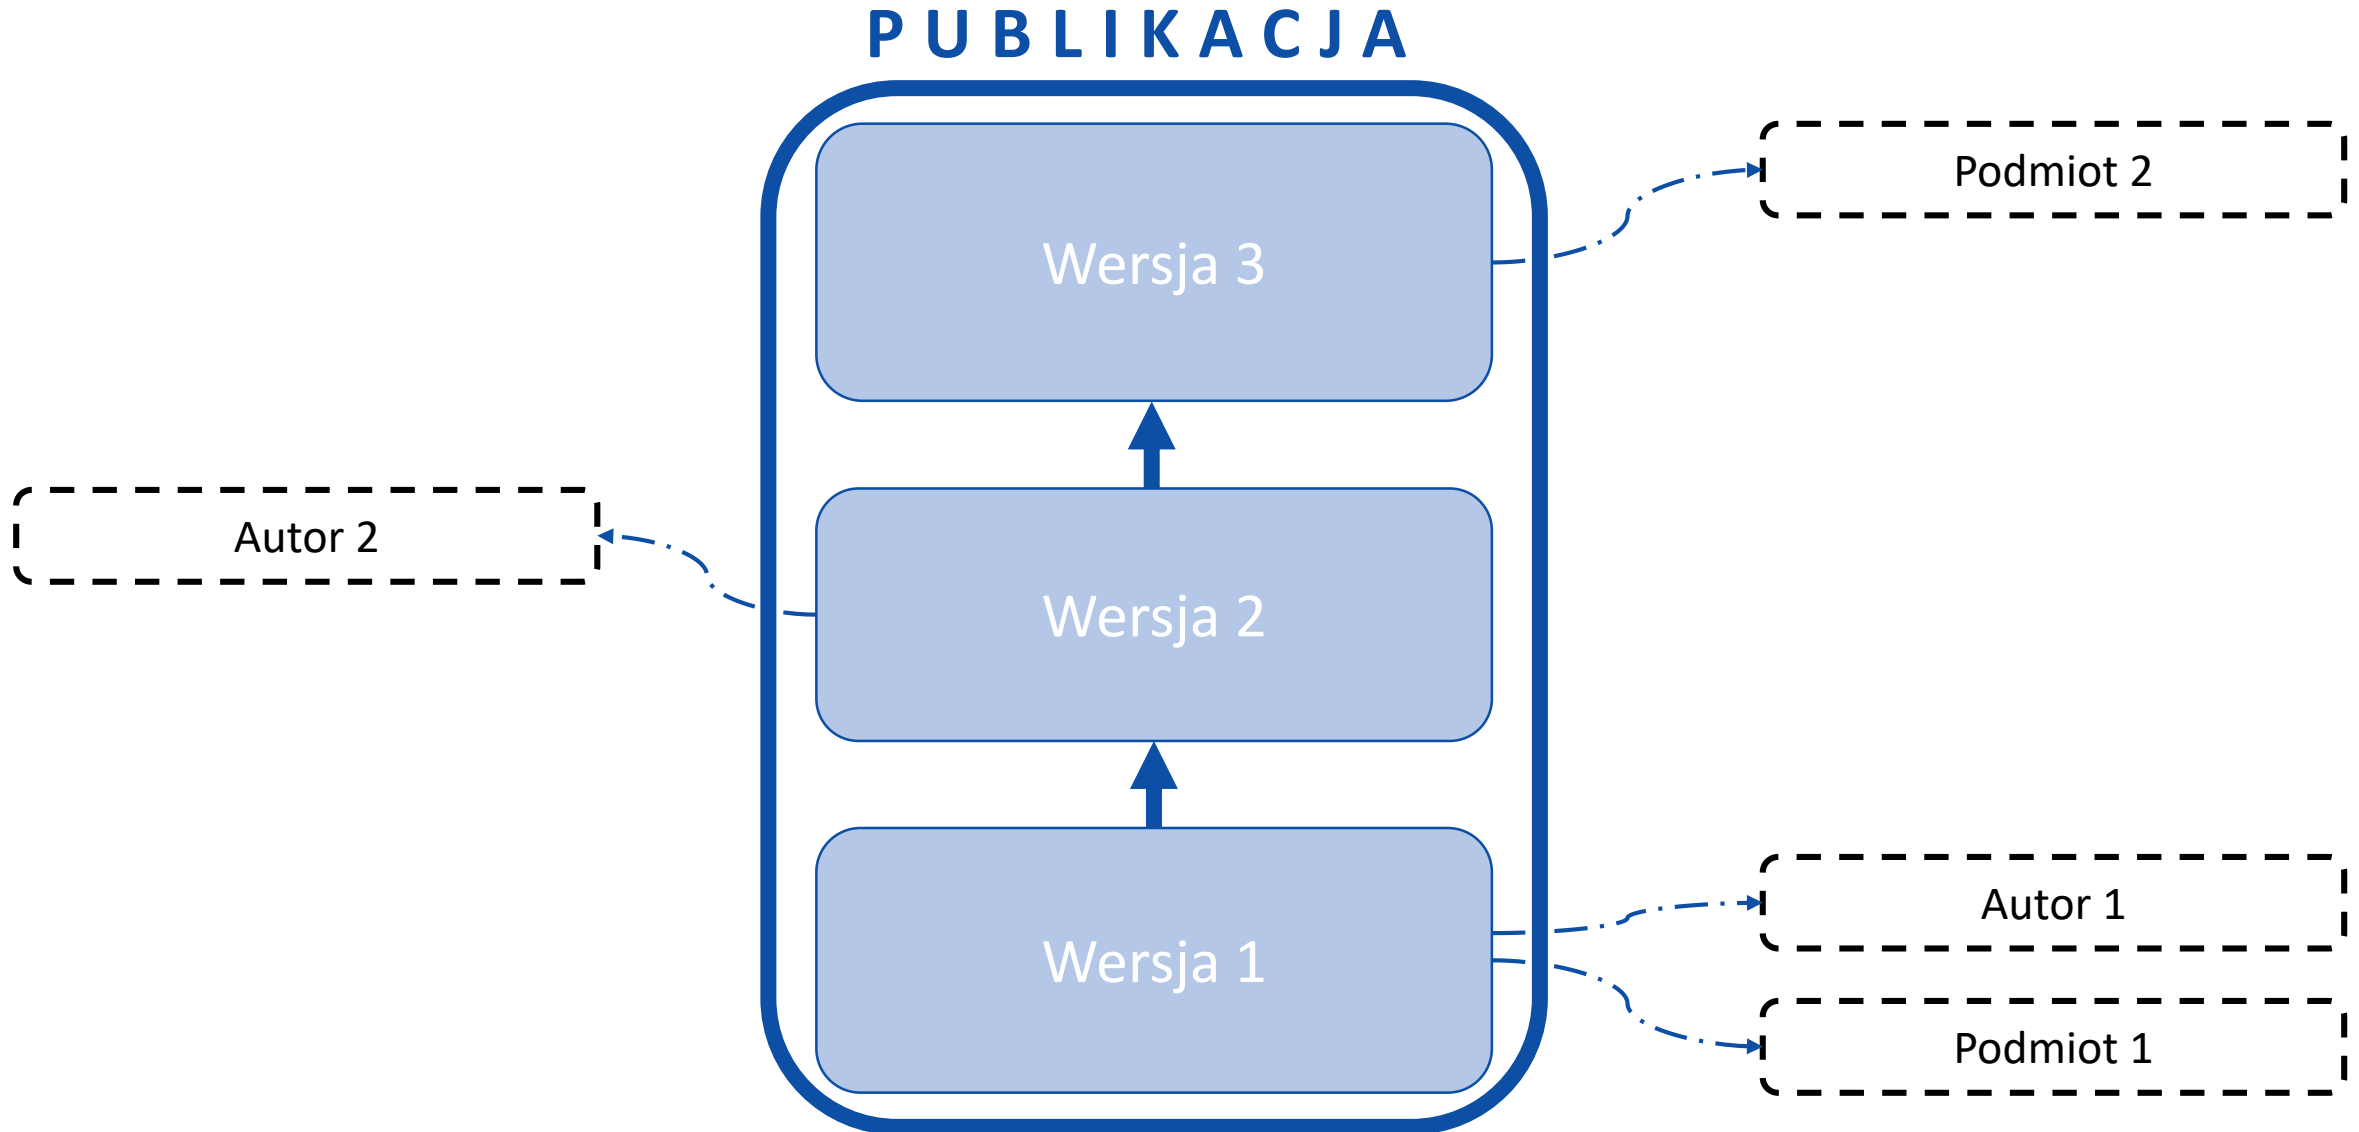 PUBLIKACJA
Wersja 3
Podmiot 2
Wersja 2
Autor 2
Wersja 1
Autor 1
Podmiot 1